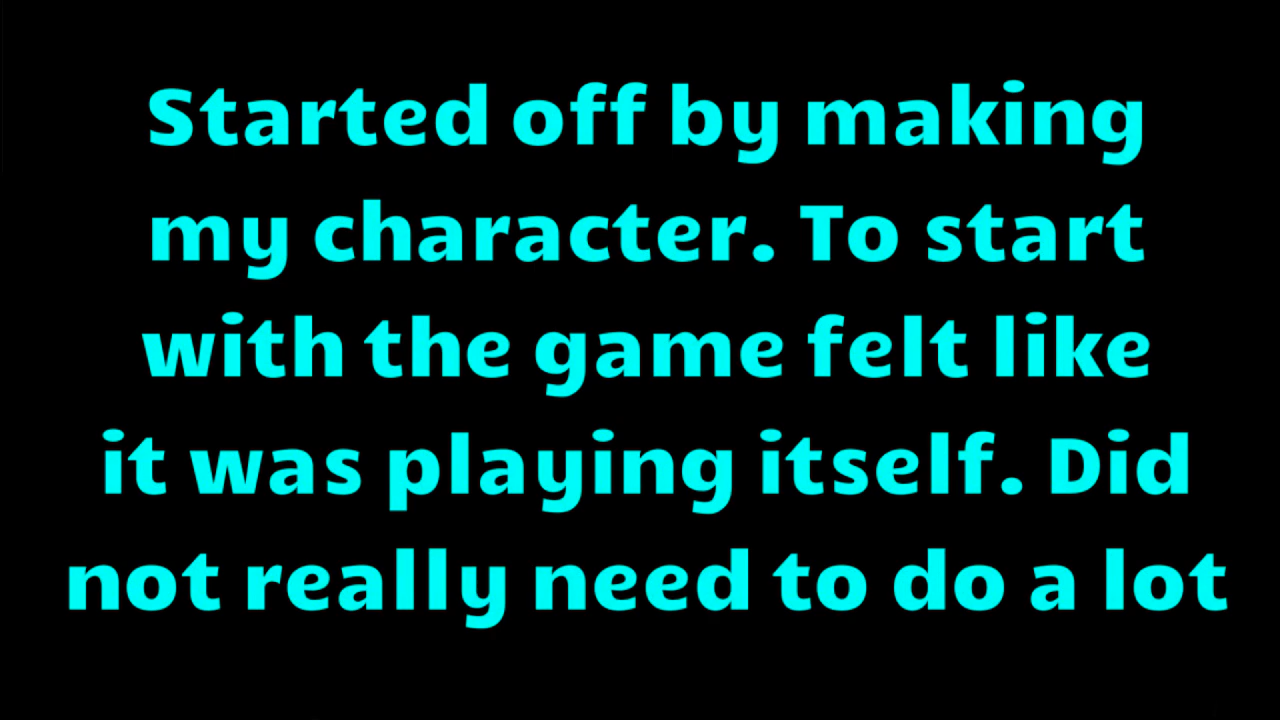 Started off by making
my character. To start
with the game felt like
it was playing itself. Did
not really need to do a lot